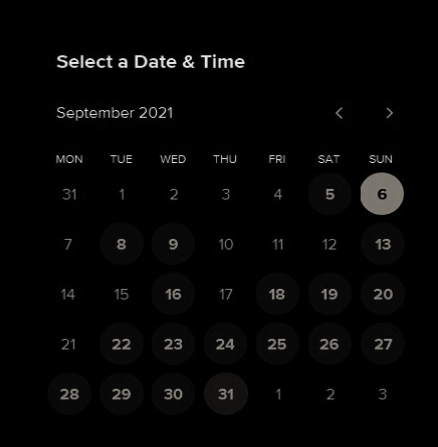 Select a Date & Time
September 2021
MON TUE WED THU FRI SAT SUN
31 1 2 3 4 5 6
7 8 9 10 11 12 13
14 15 16 17 18 19 20
21 22 23 24 25 26 27
28 29 30 31 1 2 3